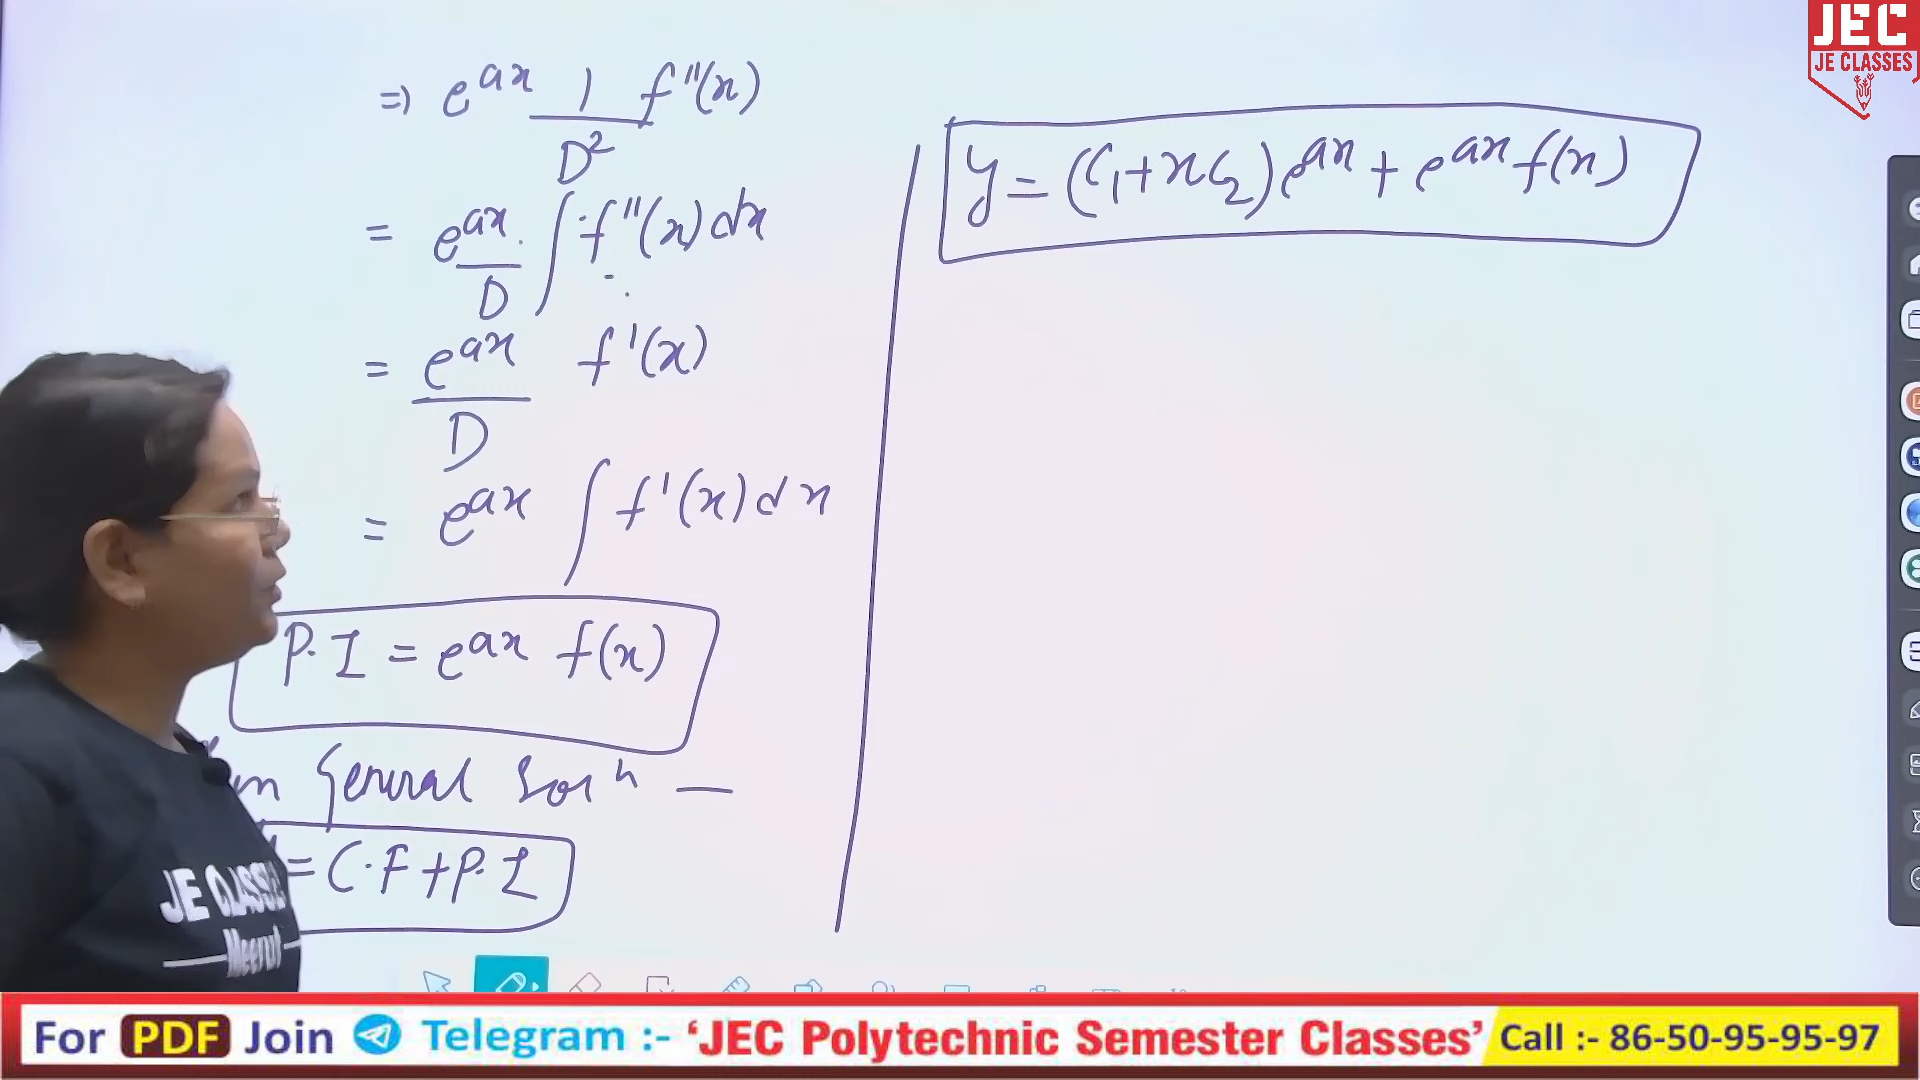 ⇒ e^{ax} 1/D² f''(x)
= e^{ax}/D . ∫ f''(x) dx
= e^{ax}/D f'(x)
= e^{ax} ∫ f'(x) dx
P.I = e^{ax} f(x)
General Solⁿ —
= C.F + P.I
y = (C₁ + xC₂) e^{ax} + e^{ax} f(x)
JEC
JE CLASSES
JE CLASSE
Meerut
For PDF Join Telegram :- ‘JEC Polytechnic Semester Classes’ Call :- 86-50-95-95-97